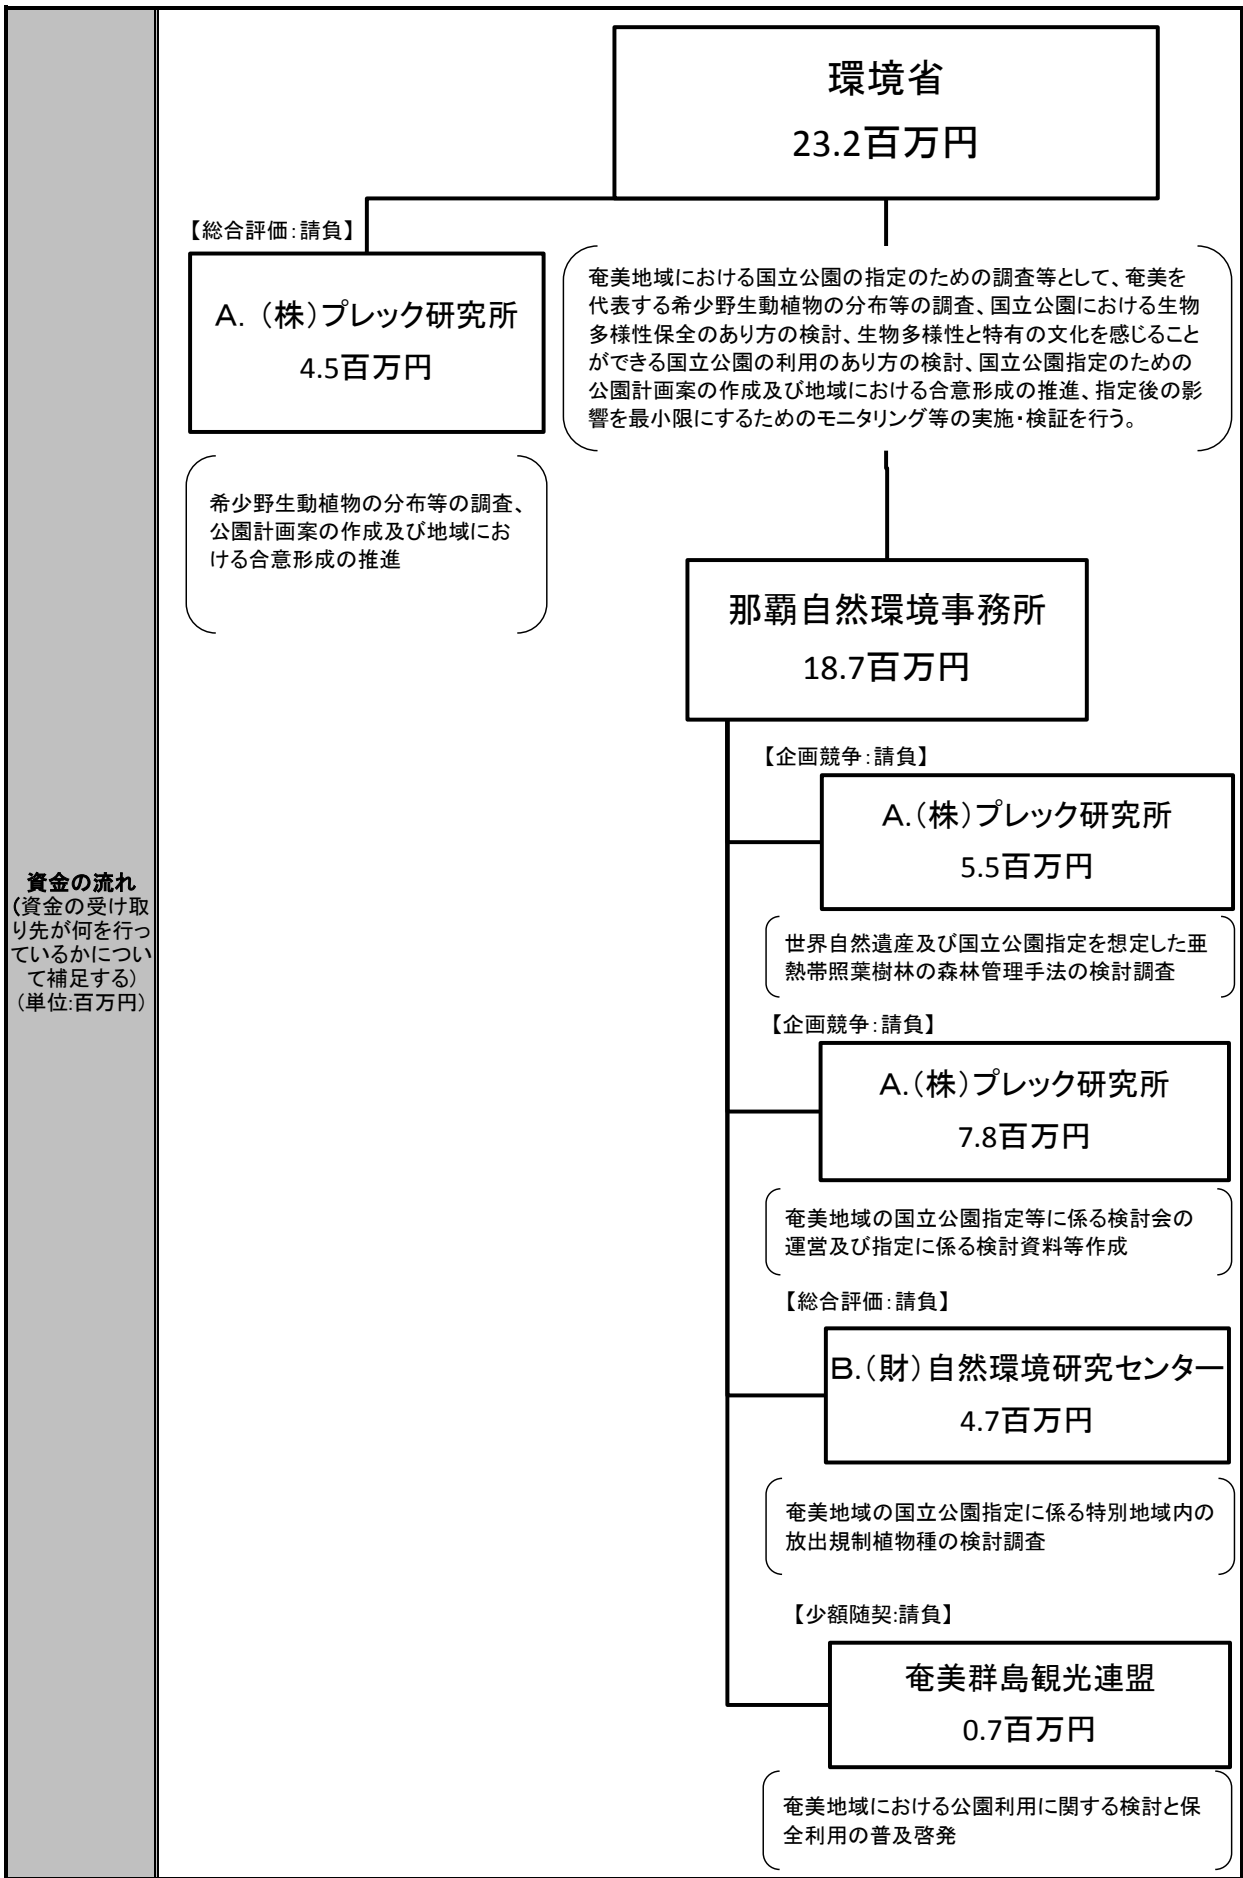 資金の流れ
(資金の受け取
り先が何を行っ
ているかについ
て補足する)
(単位:百万円)
環境省
23.2百万円
【総合評価:請負】
A.（株）プレック研究所
4.5百万円
希少野生動植物の分布等の調査、
公園計画案の作成及び地域にお
ける合意形成の推進
奄美地域における国立公園の指定のための調査等として、奄美を
代表する希少野生動植物の分布等の調査、国立公園における生物
多様性保全のあり方の検討、生物多様性と特有の文化を感じること
ができる国立公園の利用のあり方の検討、国立公園指定のための
公園計画案の作成及び地域における合意形成の推進、指定後の影
響を最小限にするためのモニタリング等の実施・検証を行う。
那覇自然環境事務所
18.7百万円
【企画競争:請負】
A.（株）プレック研究所
5.5百万円
世界自然遺産及び国立公園指定を想定した亜
熱帯照葉樹林の森林管理手法の検討調査
【企画競争:請負】
A.（株）プレック研究所
7.8百万円
奄美地域の国立公園指定等に係る検討会の
運営及び指定に係る検討資料等作成
【総合評価:請負】
B.（財）自然環境研究センター
4.7百万円
奄美地域の国立公園指定に係る特別地域内の
放出規制植物種の検討調査
【少額随契:請負】
奄美群島観光連盟
0.7百万円
奄美地域における公園利用に関する検討と保
全利用の普及啓発